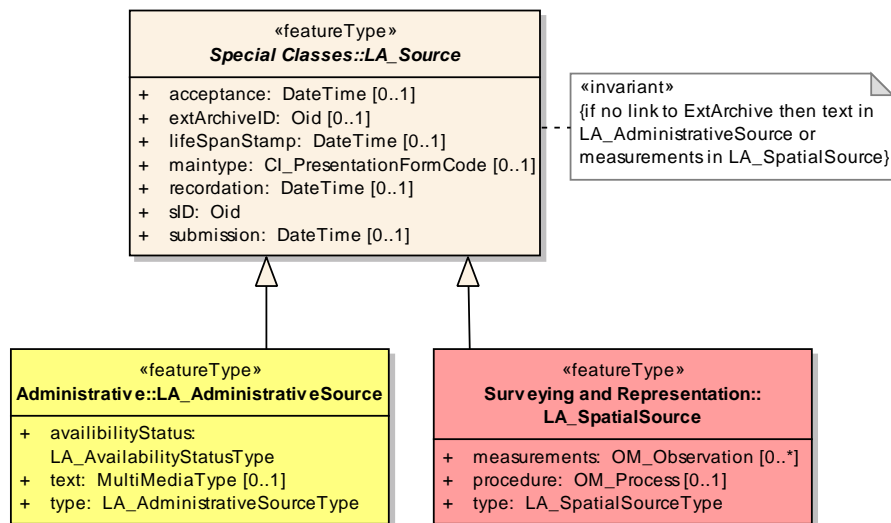 «featureType»
Special Classes::LA_Source
+ acceptance: DateTime [0..1]
+ extArchiveID: Oid [0..1]
+ lifeSpanStamp: DateTime [0..1]
+ maintype: CI_PresentationFormCode [0..1]
+ recordation: DateTime [0..1]
+ sID: Oid
+ submission: DateTime [0..1]
«invariant»
{if no link to ExtArchive then text in
LA_AdministrativeSource or
measurements in LA_SpatialSource}
«featureType»
Administrative::LA_AdministrativeSource
+ availibilityStatus:
LA_AvailabilityStatusType
+ text: MultiMediaType [0..1]
+ type: LA_AdministrativeSourceType
«featureType»
Surveying and Representation::
LA_SpatialSource
+ measurements: OM_Observation [0..*]
+ procedure: OM_Process [0..1]
+ type: LA_SpatialSourceType